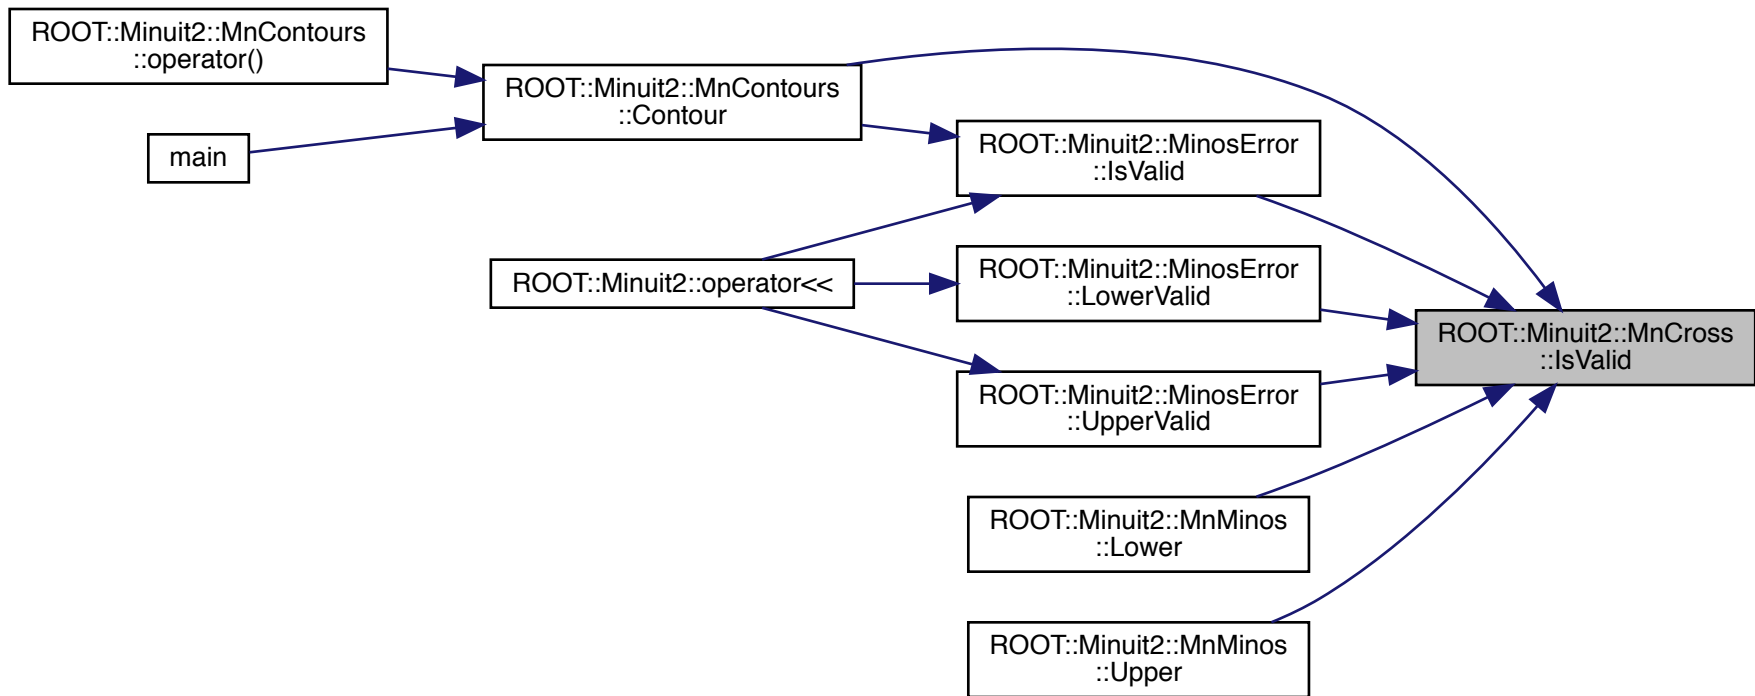 ROOT::Minuit2::MnContours
::operator()
main
ROOT::Minuit2::MnContours
::Contour
ROOT::Minuit2::operator<<
ROOT::Minuit2::MinosError
::IsValid
ROOT::Minuit2::MinosError
::LowerValid
ROOT::Minuit2::MinosError
::UpperValid
ROOT::Minuit2::MnMinos
::Lower
ROOT::Minuit2::MnMinos
::Upper
ROOT::Minuit2::MnCross
::IsValid